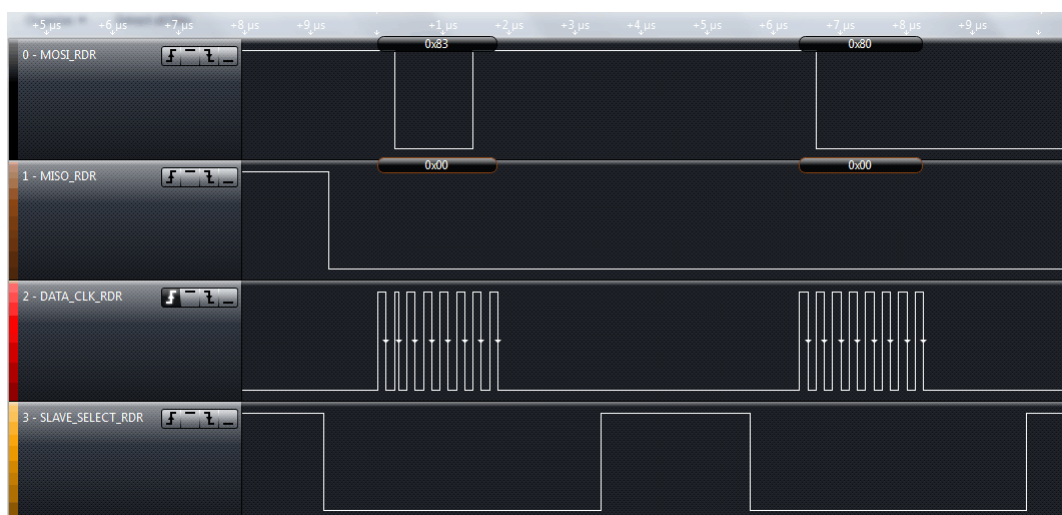 +5 µs +6 µs +7 µs +8 µs +9 µs +1 µs +2 µs +3 µs +4 µs +5 µs +6 µs +7 µs +8 µs +9 µs
0 - MOSI_RDR 0x83 0x80
1 - MISO_RDR 0x00 0x00
2 - DATA_CLK_RDR
3 - SLAVE_SELECT_RDR